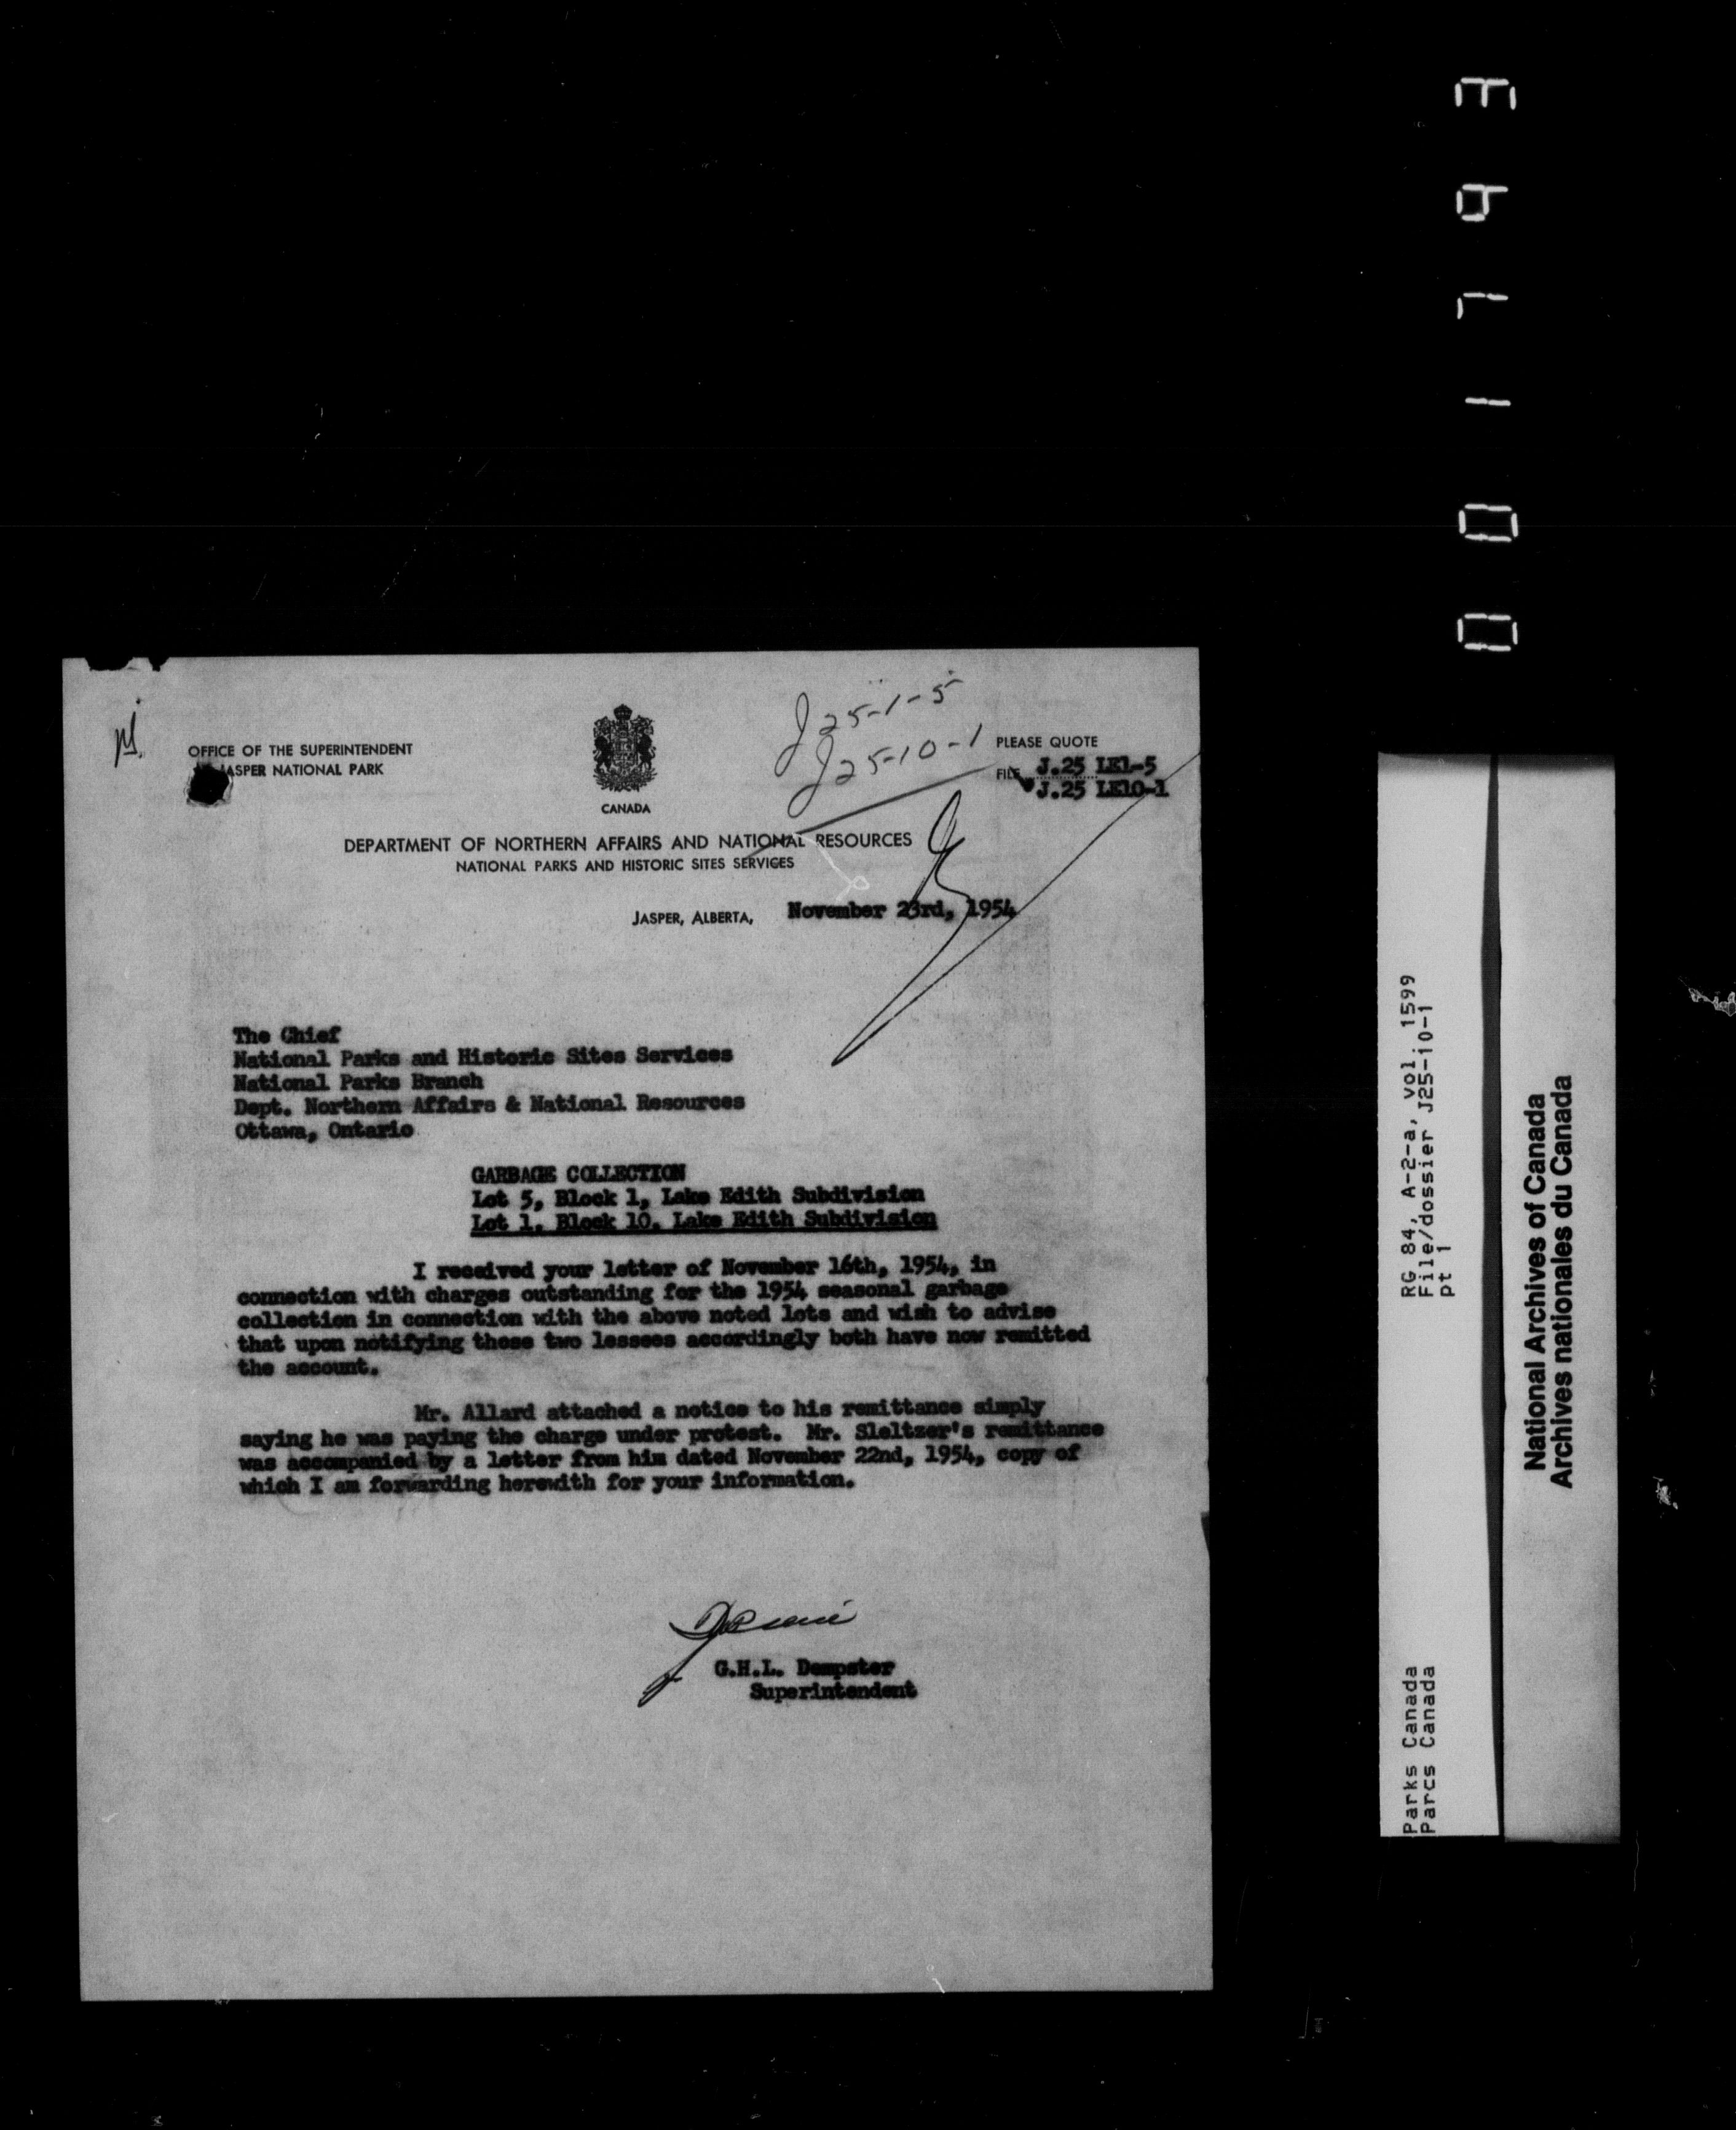 J25-1-5
J25-10-1
OFFICE OF THE SUPERINTENDENT
JASPER NATIONAL PARK
CANADA
PLEASE QUOTE
FILE J.25 LE1-5
J.25 LE10-1
DEPARTMENT OF NORTHERN AFFAIRS AND NATIONAL RESOURCES
NATIONAL PARKS AND HISTORIC SITES SERVICES
JASPER, ALBERTA, November 23rd, 1954
The Chief
National Parks and Historic Sites Services
National Parks Branch
Dept. Northern Affairs & National Resources
Ottawa, Ontario
GARBAGE COLLECTION
Lot 5, Block 1, Lake Edith Subdivision
Lot 1, Block 10, Lake Edith Subdivision
I received your letter of November 16th, 1954, in
connection with charges outstanding for the 1954 seasonal garbage
collection in connection with the above noted lots and wish to advise
that upon notifying these two lessees accordingly both have now remitted
the account.
Mr. Allard attached a notice to his remittance simply
saying he was paying the charge under protest. Mr. Sleltzer's remittance
was accompanied by a letter from him dated November 22nd, 1954, copy of
which I am forwarding herewith for your information.
G.H.L. Dempster
Superintendent
RG 84, A-2-a, vol. 1599
File/dossier J25-10-1
pt 1
Parks Canada
Parcs Canada
National Archives of Canada
Archives nationales du Canada